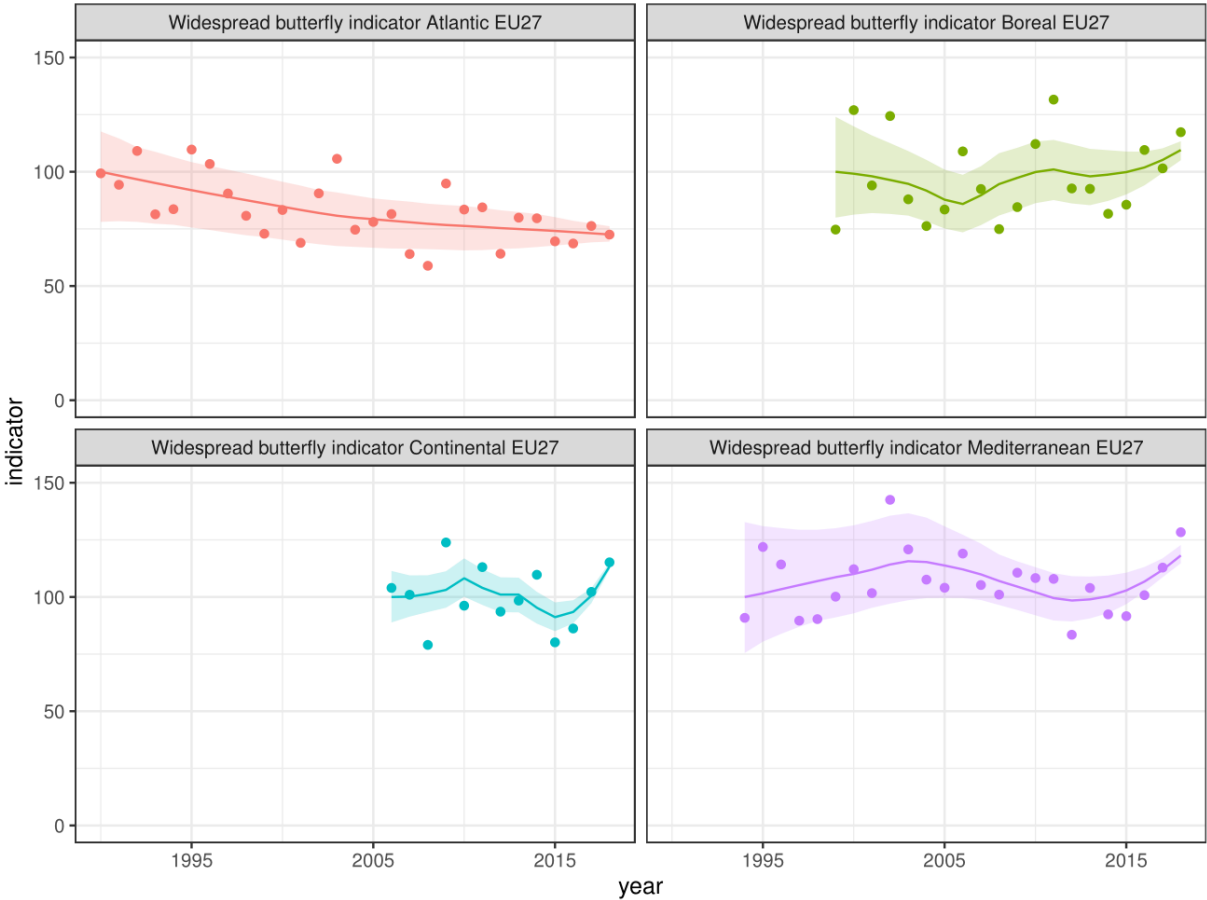 Widespread butterfly indicator Atlantic EU27
Widespread butterfly indicator Boreal EU27
150
100
50
0
Widespread butterfly indicator Continental EU27
Widespread butterfly indicator Mediterranean EU27
150
100
50
0
indicator
1995
2005
2015
1995
2005
2015
year